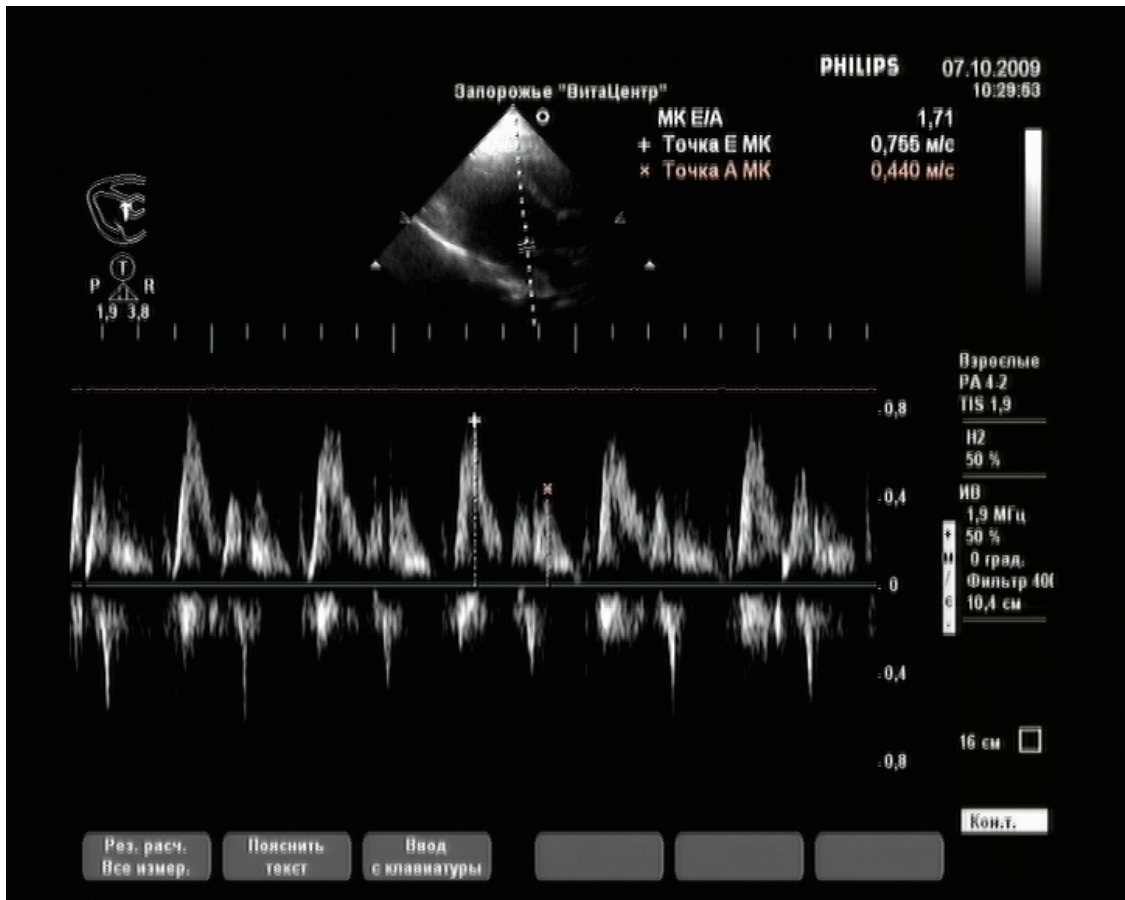 PHILIPS 07.10.2009
10:29:53
Запорожье "ВитаЦентр"
МК E/A 1,71
+ Точка E МК 0,755 м/с
× Точка A МК 0,440 м/с
T
P R
1,9 3,8
Взрослые
PA 4-2
TIS 1,9
H2
50 %
ИВ
1,9 МГц
50 %
0 град.
Фильтр 400
10,4 см
0,8
0,4
0
0,4
0,8
+
м
/
с
-
16 см
Кон.т.
Рез. расч.
Все измер.
Пояснить
текст
Ввод
с клавиатуры